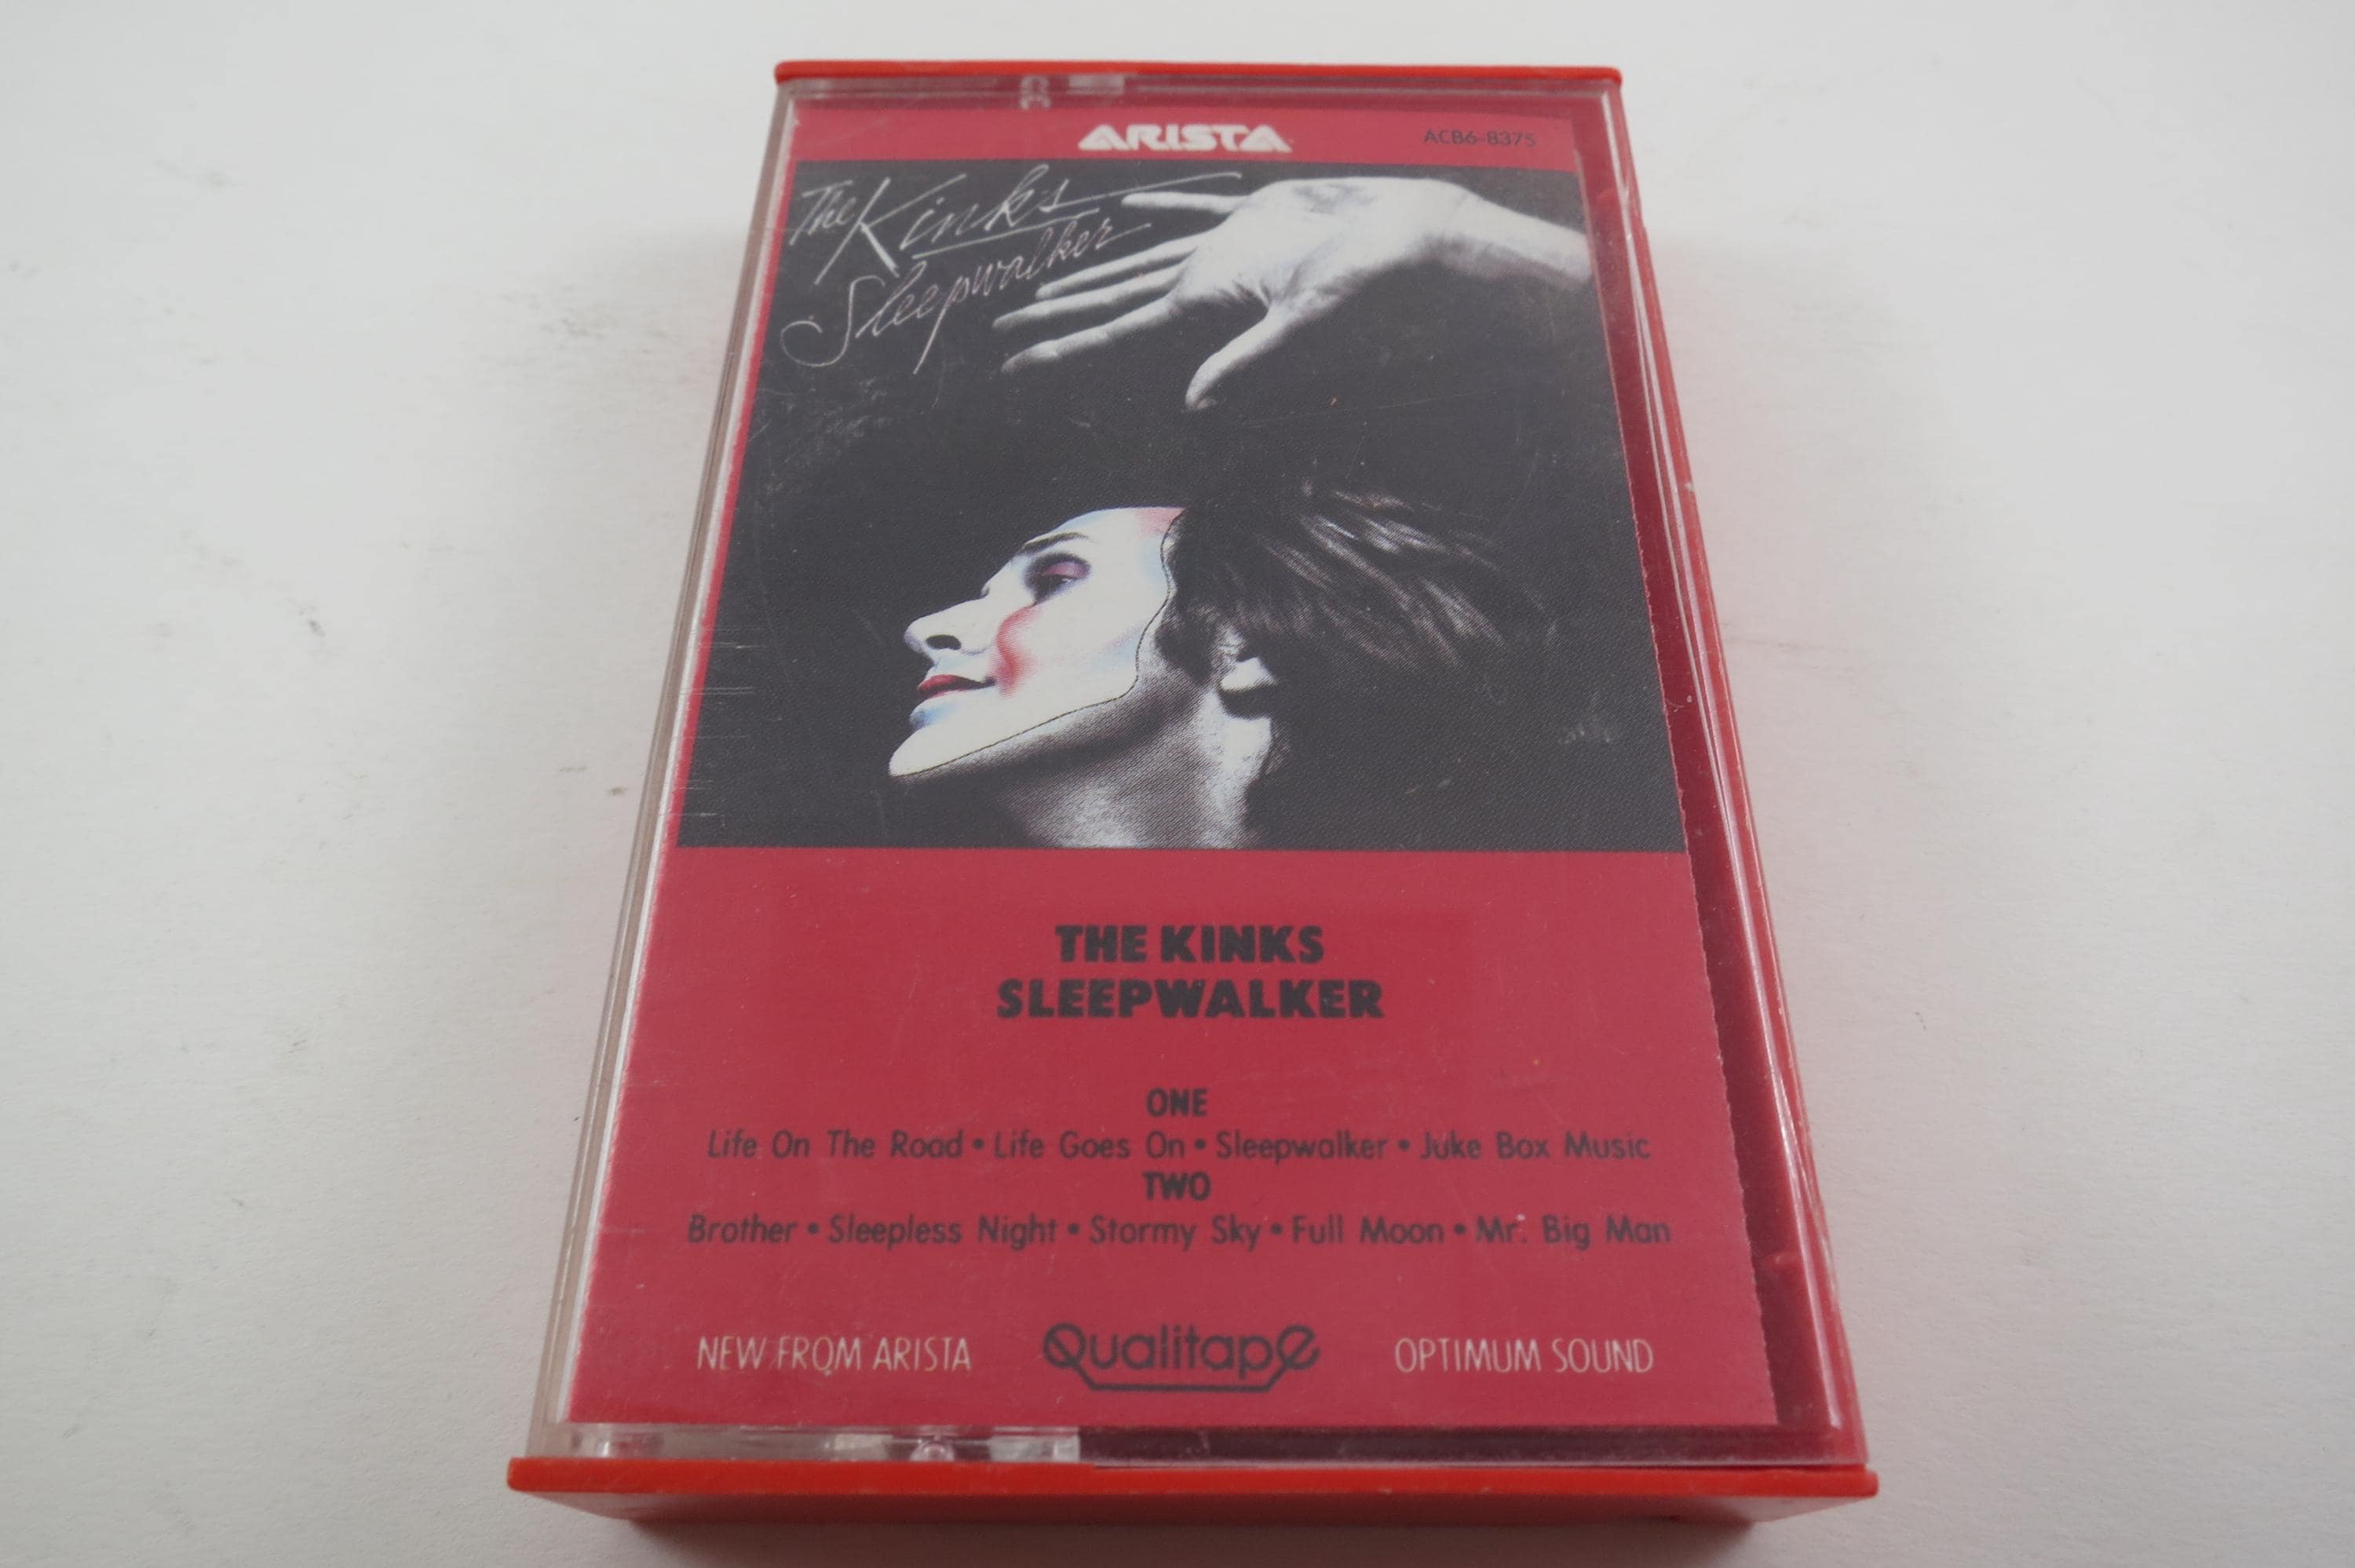 ARISTA
ACB6-8375
The Kinks
Sleepwalker
THE KINKS
SLEEPWALKER
ONE
Life On The Road • Life Goes On • Sleepwalker • Juke Box Music
TWO
Brother • Sleepless Night • Stormy Sky • Full Moon • Mr. Big Man
NEW FROM ARISTA Qualitape OPTIMUM SOUND